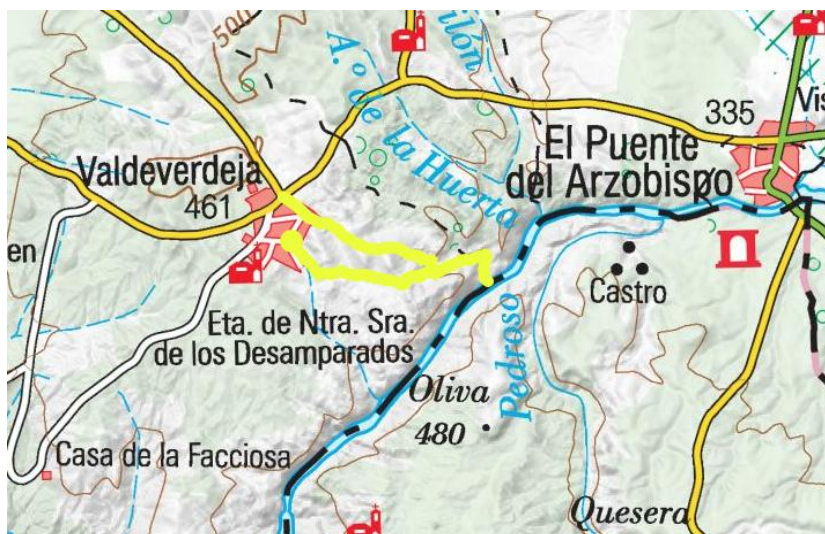 500
A.º de la Huerta
335
Vis
El Puente
del Arzobispo
Valdeverdeja
461
en
Castro
Eta. de Ntra. Sra.
de los Desamparados
Pedroso
Oliva
480
Casa de la Facciosa
Quesera